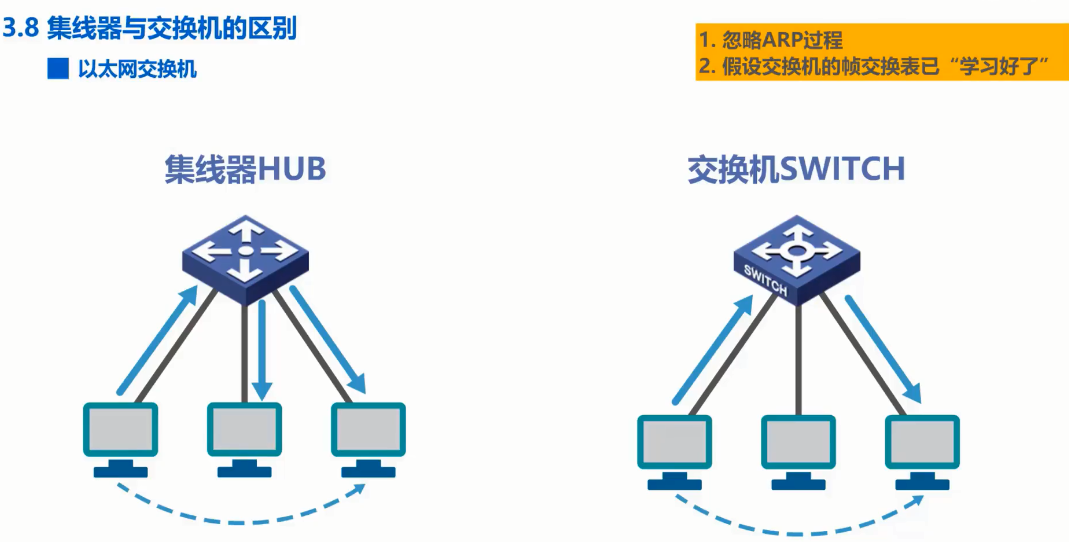 3.8 集线器与交换机的区别
以太网交换机
1. 忽略ARP过程
2. 假设交换机的帧交换表已“学习好了”
集线器HUB
交换机SWITCH
SWITCH